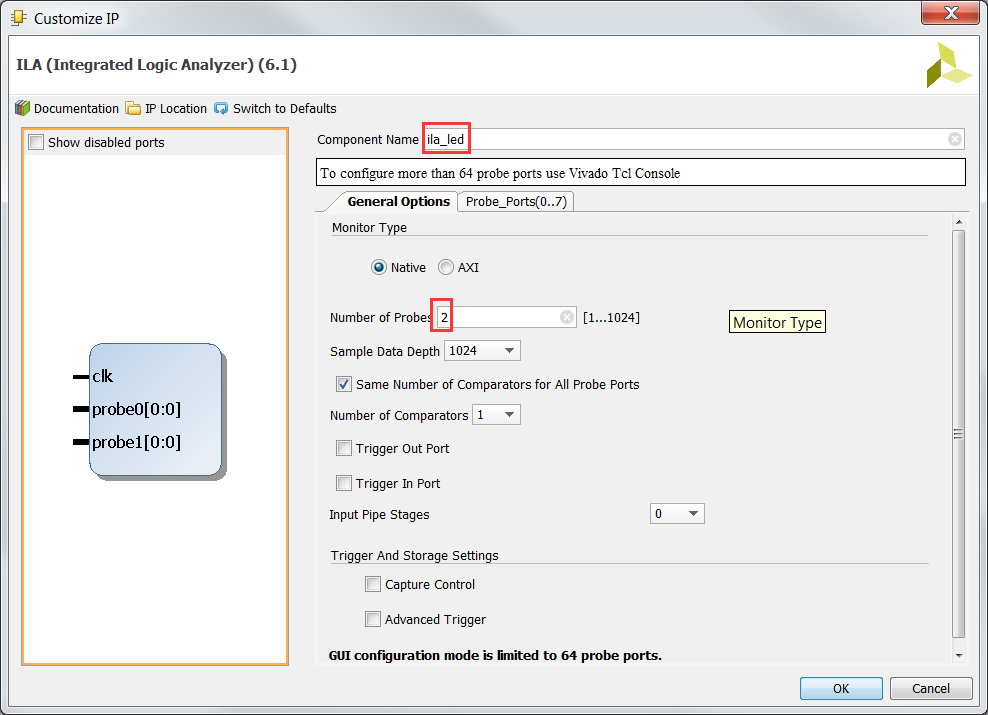 Customize IP
ILA (Integrated Logic Analyzer) (6.1)
Documentation IP Location Switch to Defaults
Show disabled ports
clk
probe0[0:0]
probe1[0:0]
Component Name ila_led
To configure more than 64 probe ports use Vivado Tcl Console
General Options Probe_Ports(0..7)
Monitor Type
Native AXI
Number of Probes 2 [1...1024]
Monitor Type
Sample Data Depth 1024
Same Number of Comparators for All Probe Ports
Number of Comparators 1
Trigger Out Port
Trigger In Port
Input Pipe Stages 0
Trigger And Storage Settings
Capture Control
Advanced Trigger
GUI configuration mode is limited to 64 probe ports.
OK Cancel